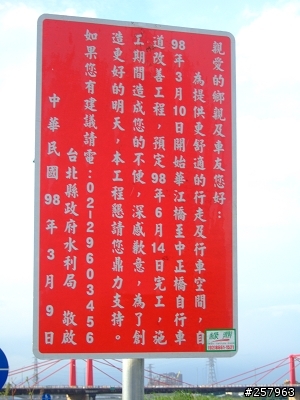 親愛的鄉親及車友您好：
為提供更舒適的行走及行車空間，自
98年3月10日開始華江橋至中正橋自行車
道改善工程，預定98年6月14日完工，施
工期間造成您的不便 深感歉意，為了創
造更好的明天，本工程懇請您鼎力支持。
如果您有建議請電：02-29603456
台北縣政府水利局 敬啟
中華民國 98年 3月 9日
#257963